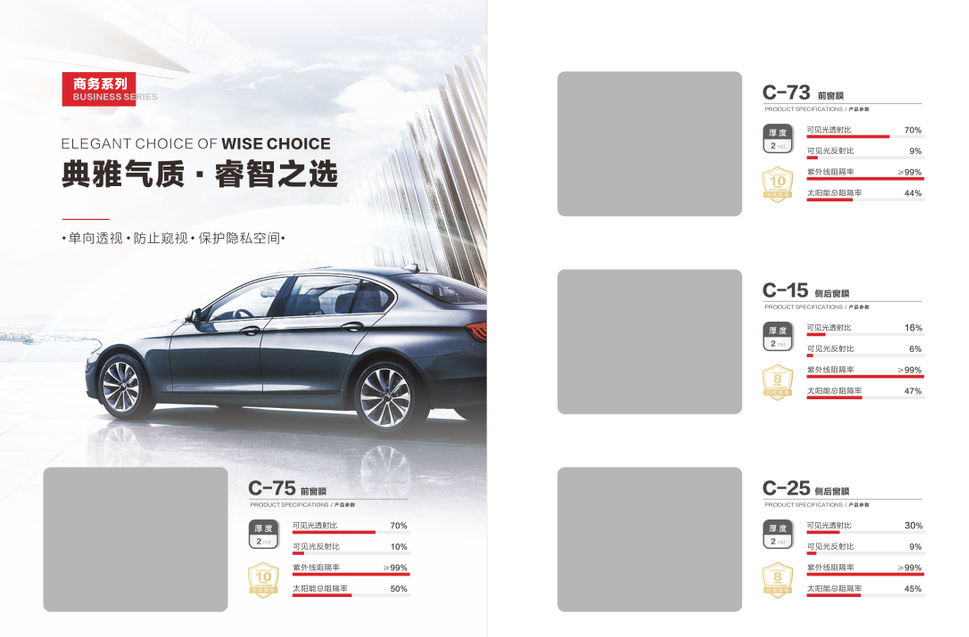 商务系列
BUSINESS SERIES
ELEGANT CHOICE OF WISE CHOICE
典雅气质·睿智之选
•单向透视•防止窥视•保护隐私空间•
C-75 前窗膜
PRODUCT SPECIFICATIONS / 产品参数
厚度
2 mil
10
可见光透射比 70%
可见光反射比 10%
紫外线阻隔率 ≥99%
太阳能总阻隔率 50%
C-73 前窗膜
PRODUCT SPECIFICATIONS / 产品参数
厚度
2 mil
10
可见光透射比 70%
可见光反射比 9%
紫外线阻隔率 ≥99%
太阳能总阻隔率 44%
C-15 侧后窗膜
PRODUCT SPECIFICATIONS / 产品参数
厚度
2 mil
8
可见光透射比 16%
可见光反射比 6%
紫外线阻隔率 ≥99%
太阳能总阻隔率 47%
C-25 侧后窗膜
PRODUCT SPECIFICATIONS / 产品参数
厚度
2 mil
8
可见光透射比 30%
可见光反射比 9%
紫外线阻隔率 ≥99%
太阳能总阻隔率 45%